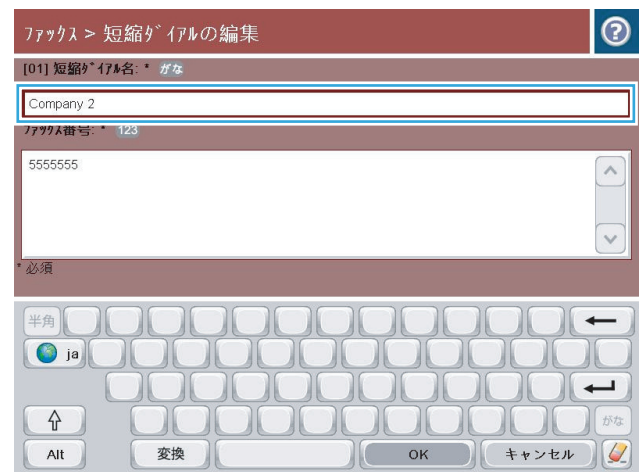 ﾌｧｯｸｽ > 短縮ﾀﾞｲｱﾙの編集
?
[01] 短縮ﾀﾞｲｱﾙ名: * がな
Company 2
ﾌｧｯｸｽ番号: * 123
5555555
* 必須
半角
ja
がな
Alt 変換 OK キャンセル